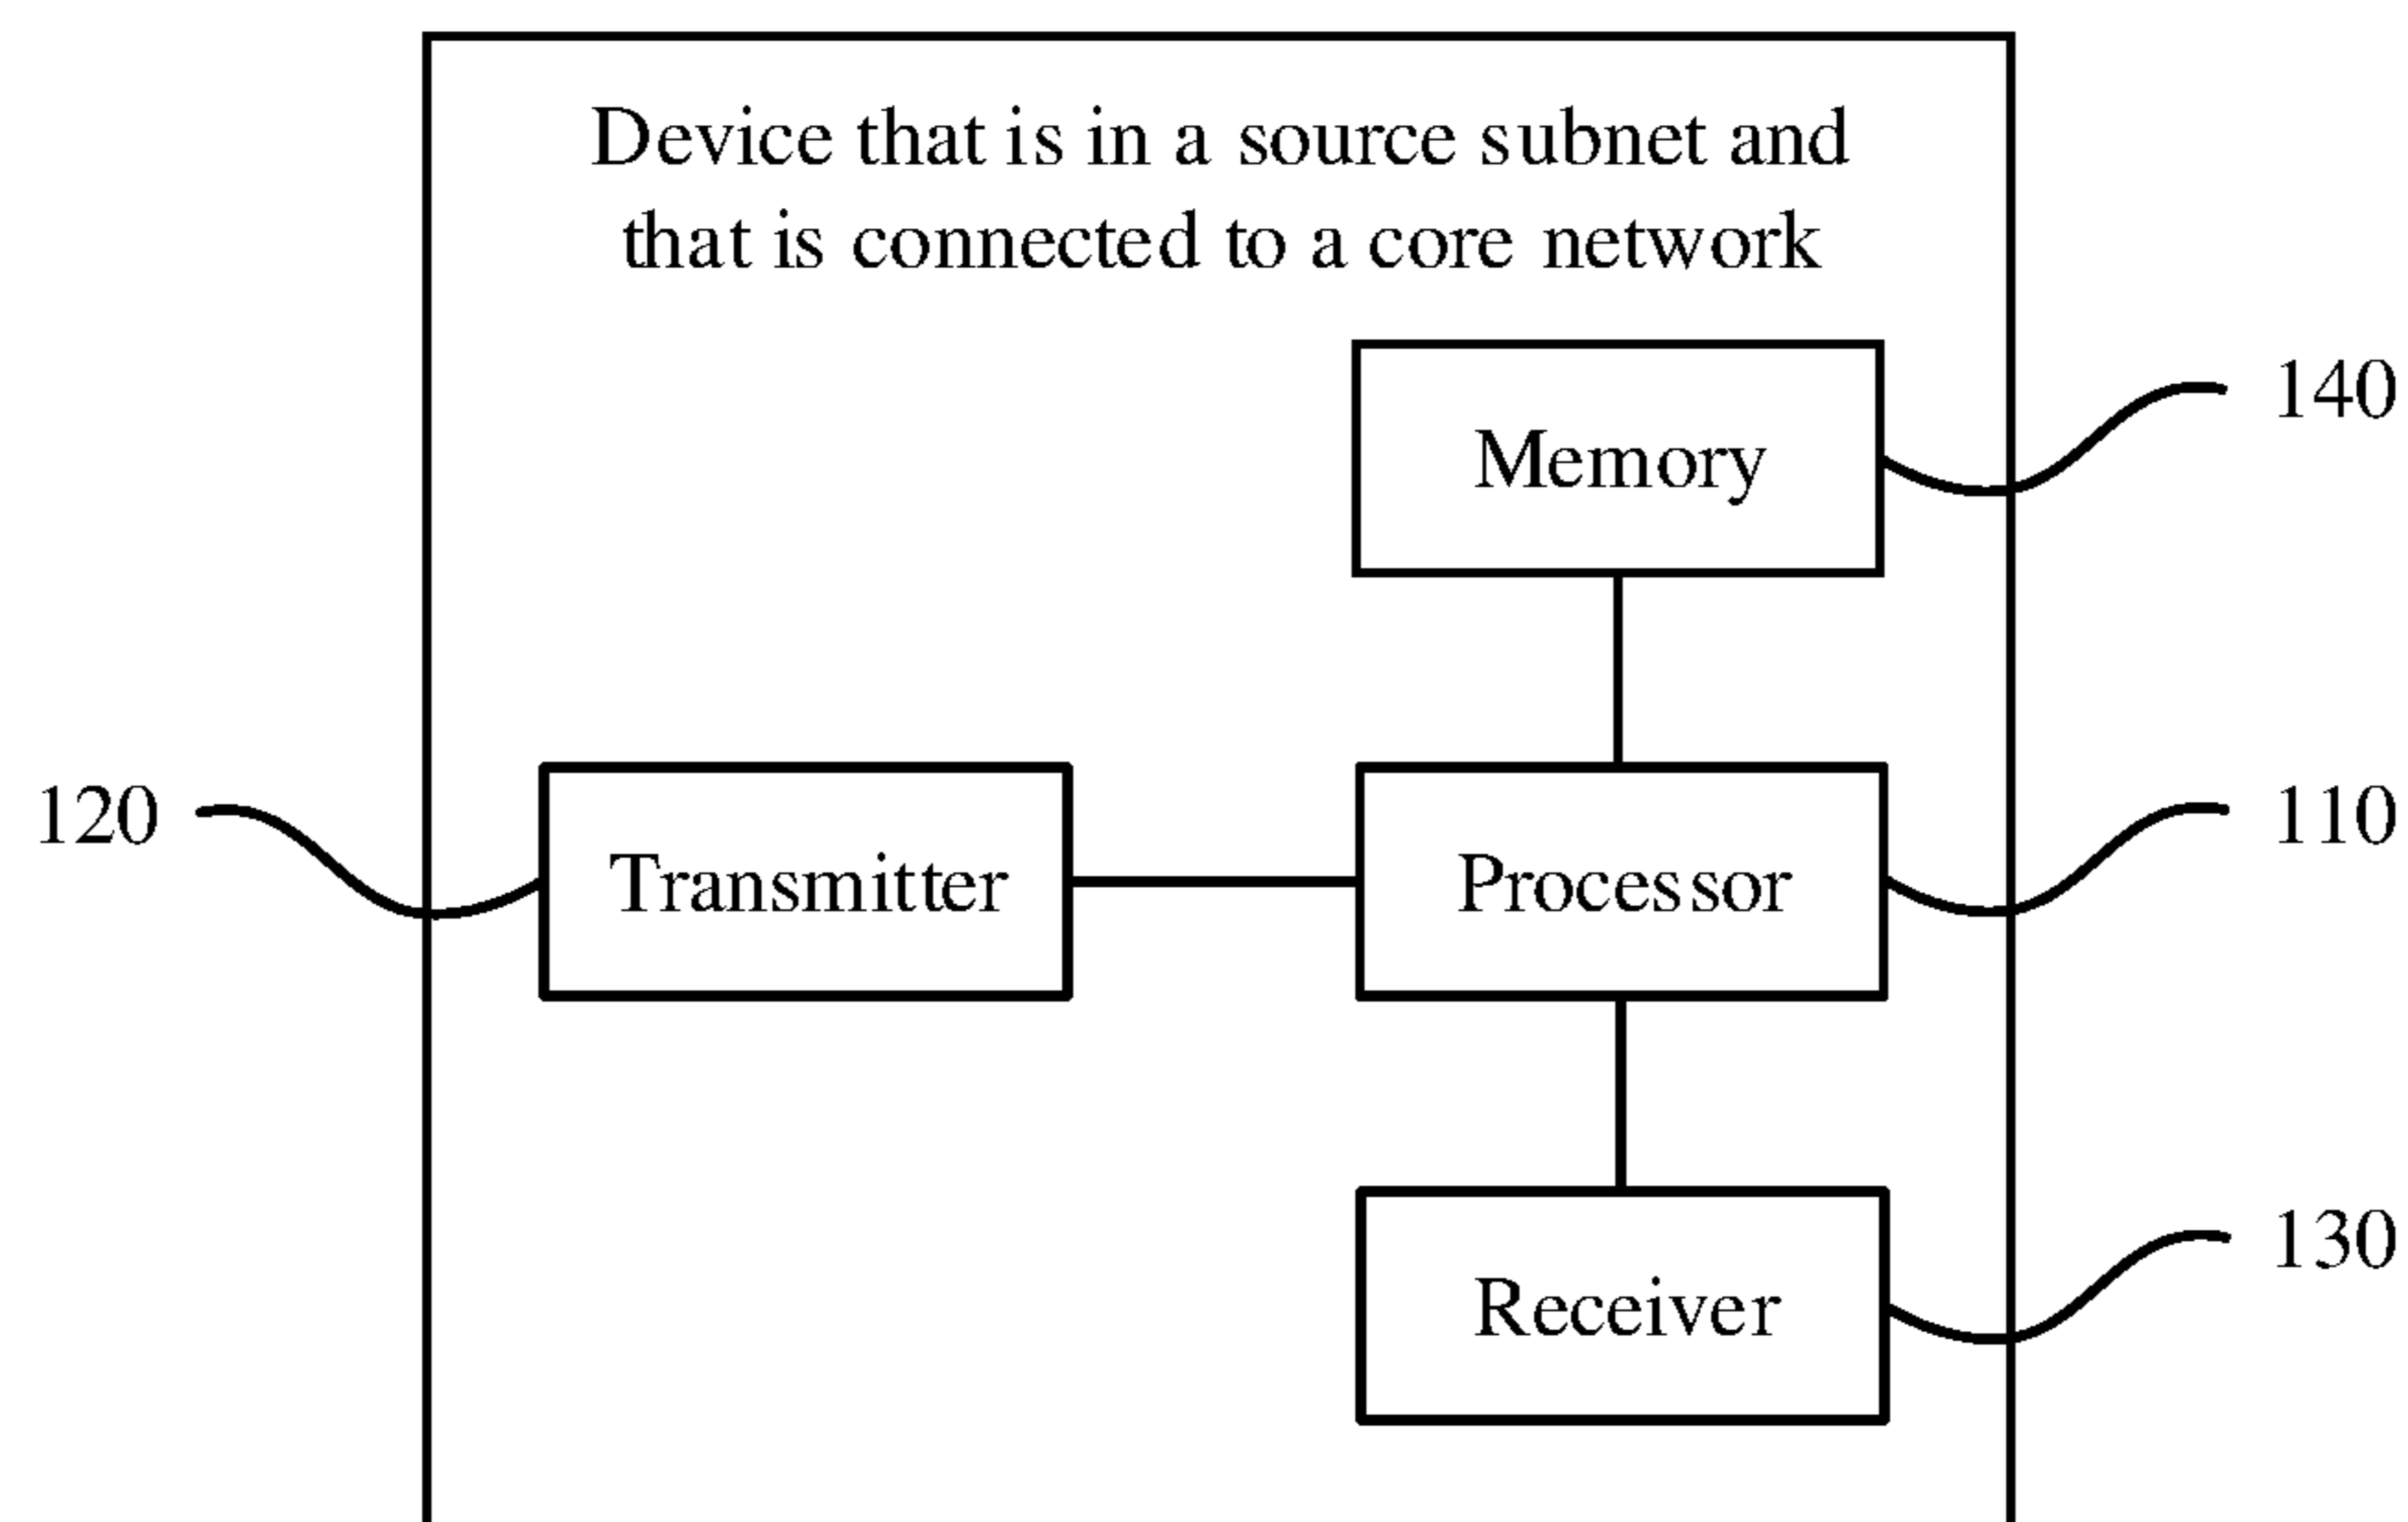 Device that is in a source subnet and
that is connected to a core network
Memory
140
120
Transmitter
Processor
110
Receiver
130